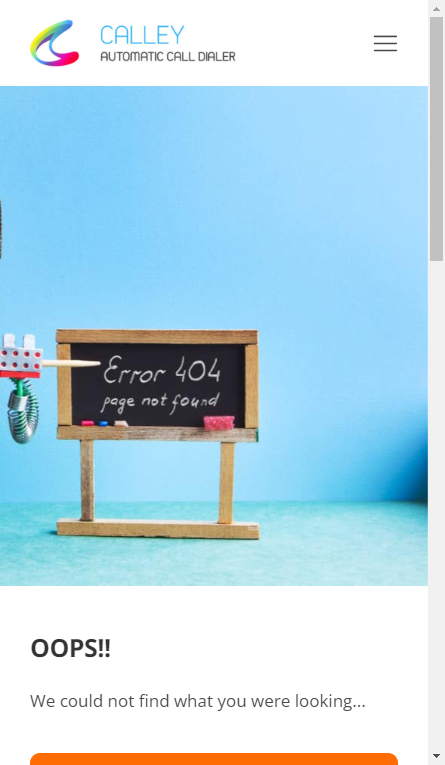 CALLEY
AUTOMATIC CALL DIALER
Error 404
page not found
OOPS!!
We could not find what you were looking...